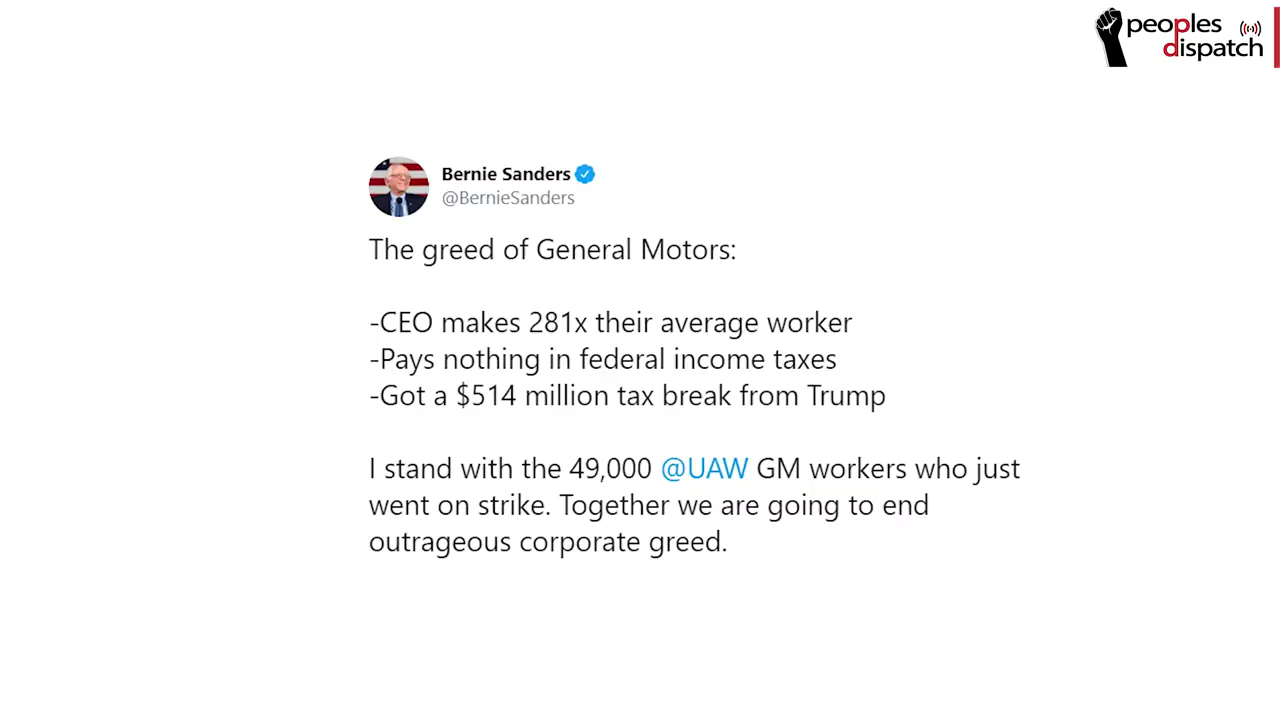 peoples
dispatch
Bernie Sanders
@BernieSanders
The greed of General Motors:
-CEO makes 281x their average worker
-Pays nothing in federal income taxes
-Got a $514 million tax break from Trump
I stand with the 49,000 @UAW GM workers who just
went on strike. Together we are going to end
outrageous corporate greed.